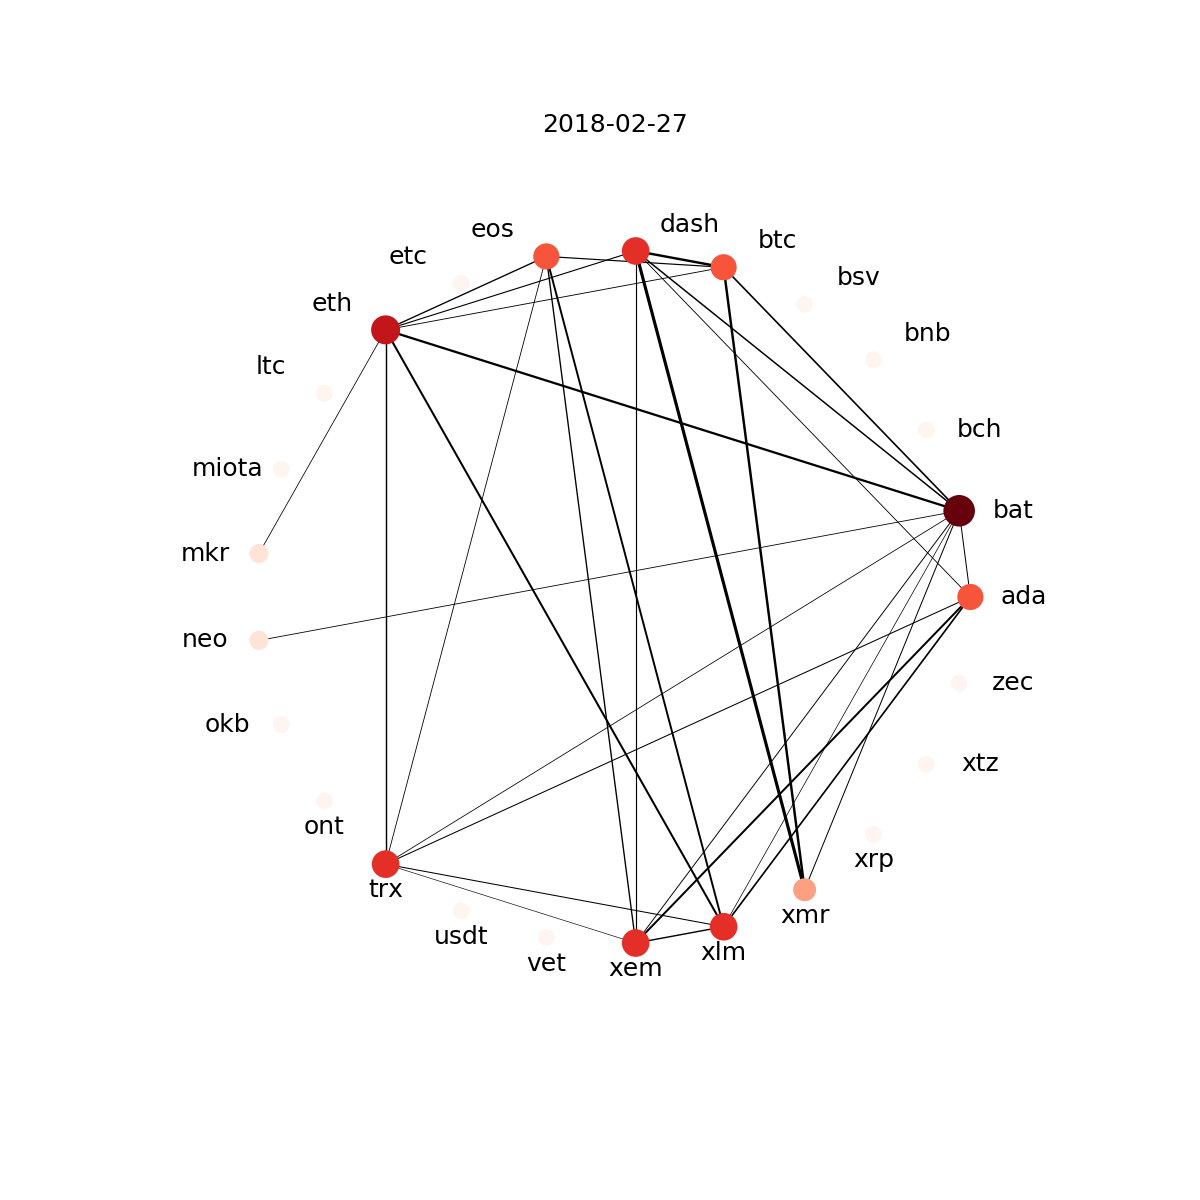 2018-02-27
dash
eos
btc
etc
bsv
eth
bnb
ltc
bch
miota
bat
mkr
ada
neo
zec
okb
xtz
ont
xrp
trx
xmr
usdt
xlm
vet
xem